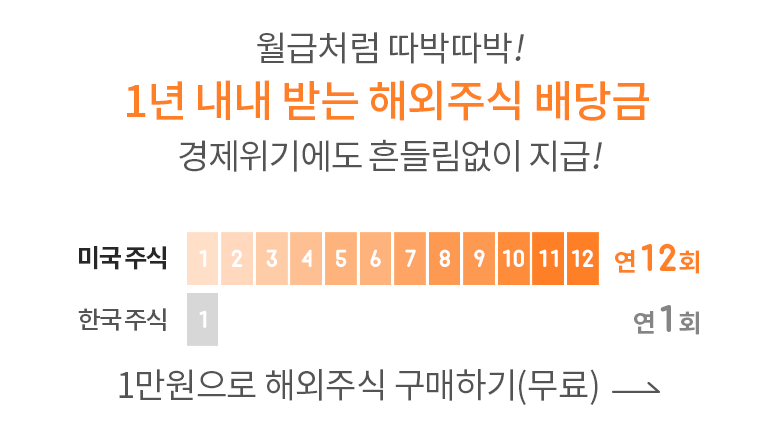 월급처럼 따박따박!
1년 내내 받는 해외주식 배당금
경제위기에도 흔들림없이 지급!
미국 주식 1 2 3 4 5 6 7 8 9 10 11 12 연 12회
한국 주식 1 연 1회
1만원으로 해외주식 구매하기(무료)